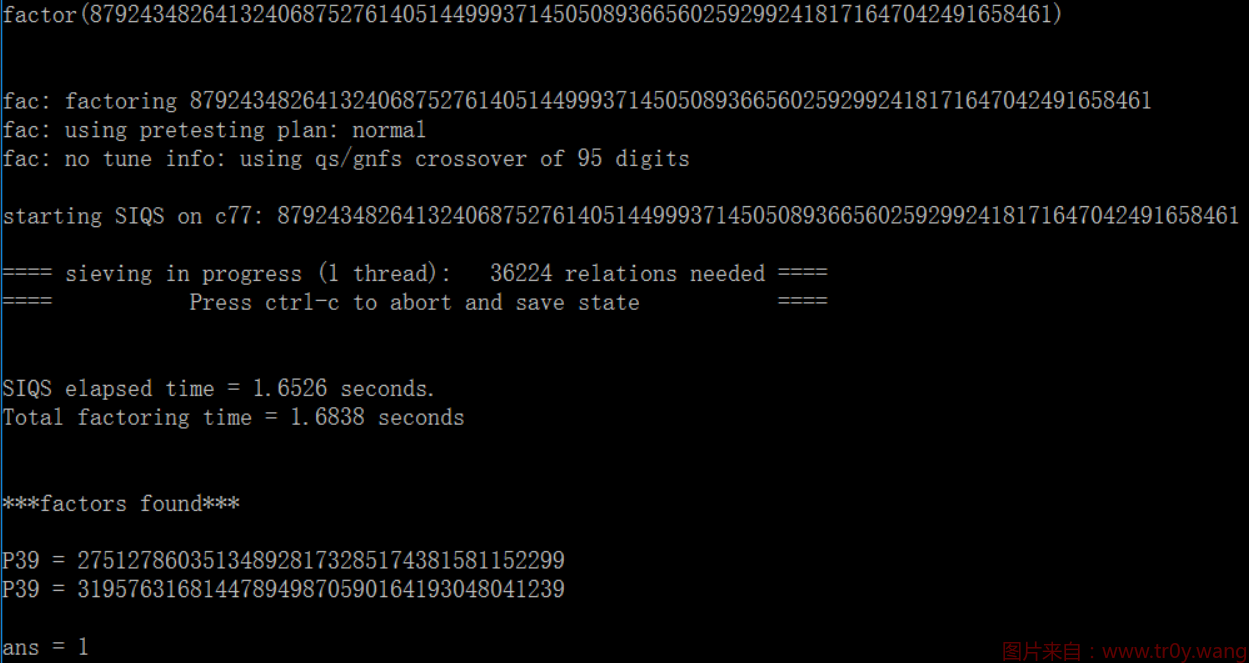 factor(87924348264132406875276140514499937145050893665602592992418171647042491658461)
fac: factoring 87924348264132406875276140514499937145050893665602592992418171647042491658461
fac: using pretesting plan: normal
fac: no tune info: using qs/gnfs crossover of 95 digits
starting SIQS on c77: 87924348264132406875276140514499937145050893665602592992418171647042491658461
==== sieving in progress (1 thread):   36224 relations needed ====
====           Press ctrl-c to abort and save state           ====
SIQS elapsed time = 1.6526 seconds.
Total factoring time = 1.6838 seconds
***factors found***
P39 = 275127860351348928173285174381581152299
P39 = 319576316814478949870590164193048041239
ans = 1
图片来自：www.tr0y.wang